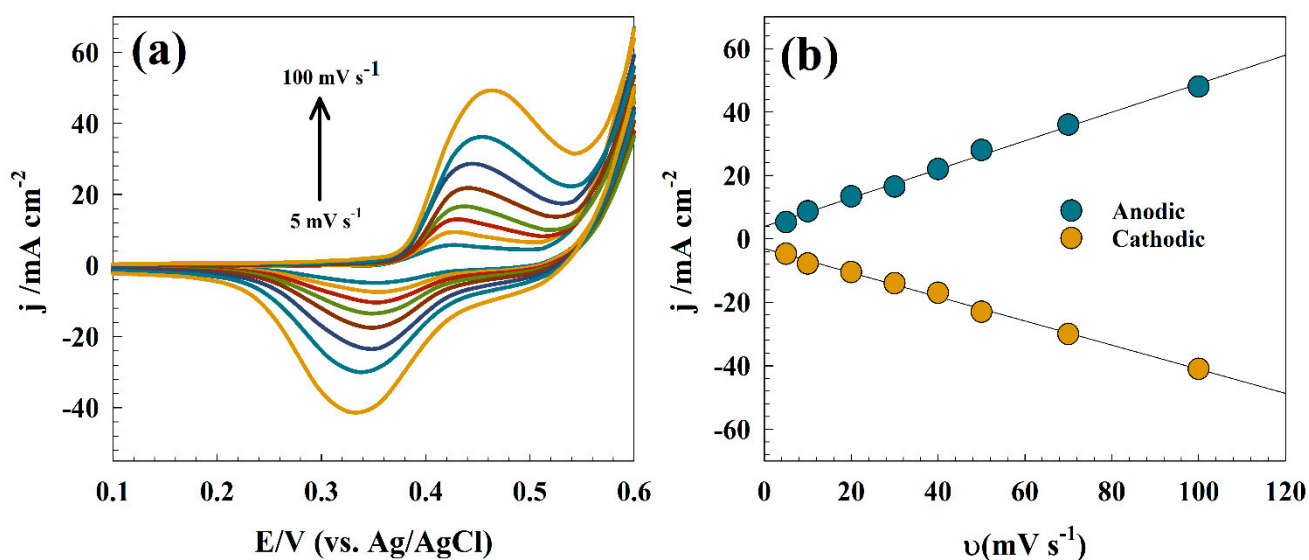 (a)
100 mV s⁻¹
5 mV s⁻¹
60
40
20
0
-20
-40
j /mA cm⁻²
0.1 0.2 0.3 0.4 0.5 0.6
E/V (vs. Ag/AgCl)
(b)
Anodic
Cathodic
60
40
20
0
-20
-40
-60
j /mA cm⁻²
0 20 40 60 80 100 120
υ(mV s⁻¹)